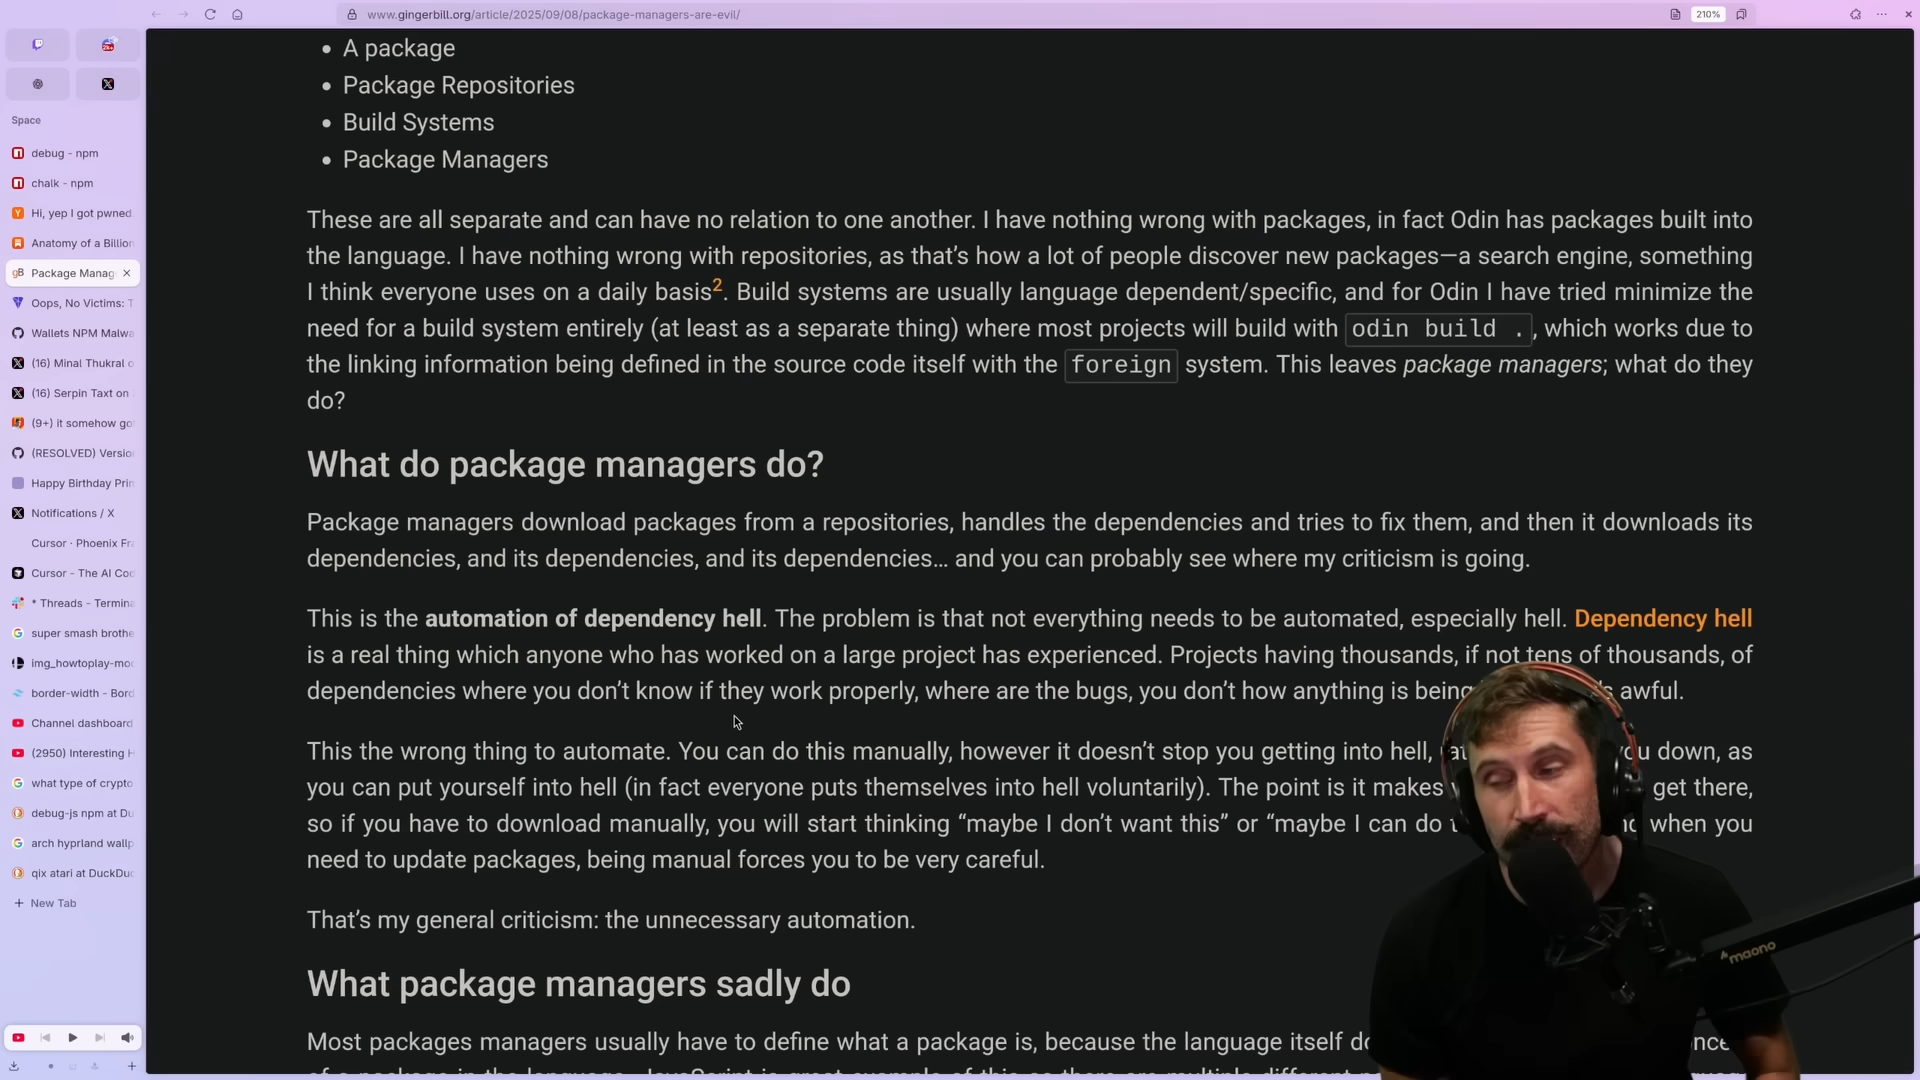 www.gingerbill.org/article/2025/09/08/package-managers-are-evil/
210%
Space
debug - npm
chalk - npm
Hi, yep I got pwned.
Anatomy of a Billion
Package Manag
Oops, No Victims: T
Wallets NPM Malwa
(16) Minal Thukral o
(16) Serpin Taxt on
(9+) it somehow go
(RESOLVED) Versio
Happy Birthday Prin
Notifications / X
Cursor · Phoenix Fra
Cursor - The AI Coc
* Threads - Termina
super smash brothe
img_howtoplay-moc
border-width - Bord
Channel dashboard
(2950) Interesting H
what type of crypto
debug-js npm at Du
arch hyprland wallp
qix atari at DuckDuc
New Tab
• A package
• Package Repositories
• Build Systems
• Package Managers
These are all separate and can have no relation to one another. I have nothing wrong with packages, in fact Odin has packages built into
the language. I have nothing wrong with repositories, as that’s how a lot of people discover new packages—a search engine, something
I think everyone uses on a daily basis2. Build systems are usually language dependent/specific, and for Odin I have tried minimize the
need for a build system entirely (at least as a separate thing) where most projects will build with odin build ., which works due to
the linking information being defined in the source code itself with the foreign system. This leaves package managers; what do they
do?
What do package managers do?
Package managers download packages from a repositories, handles the dependencies and tries to fix them, and then it downloads its
dependencies, and its dependencies, and its dependencies… and you can probably see where my criticism is going.
This is the automation of dependency hell. The problem is that not everything needs to be automated, especially hell. Dependency hell
is a real thing which anyone who has worked on a large project has experienced. Projects having thousands, if not tens of thousands, of
dependencies where you don’t know if they work properly, where are the bugs, you don’t how anything is being awful.
This the wrong thing to automate. You can do this manually, however it doesn’t stop you getting into hell, you down, as
you can put yourself into hell (in fact everyone puts themselves into hell voluntarily). The point is it makes get there,
so if you have to download manually, you will start thinking “maybe I don’t want this” or “maybe I can do when you
need to update packages, being manual forces you to be very careful.
That’s my general criticism: the unnecessary automation.
What package managers sadly do
Most packages managers usually have to define what a package is, because the language itself
maono